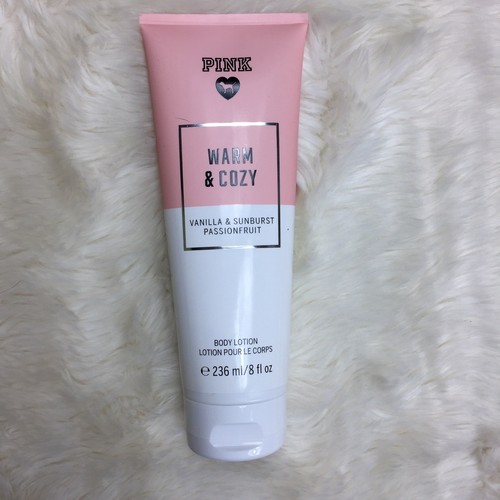 PINK
WARM
& COZY
VANILLA & SUNBURST
PASSIONFRUIT
BODY LOTION
LOTION POUR LE CORPS
℮ 236 ml/8 fl oz